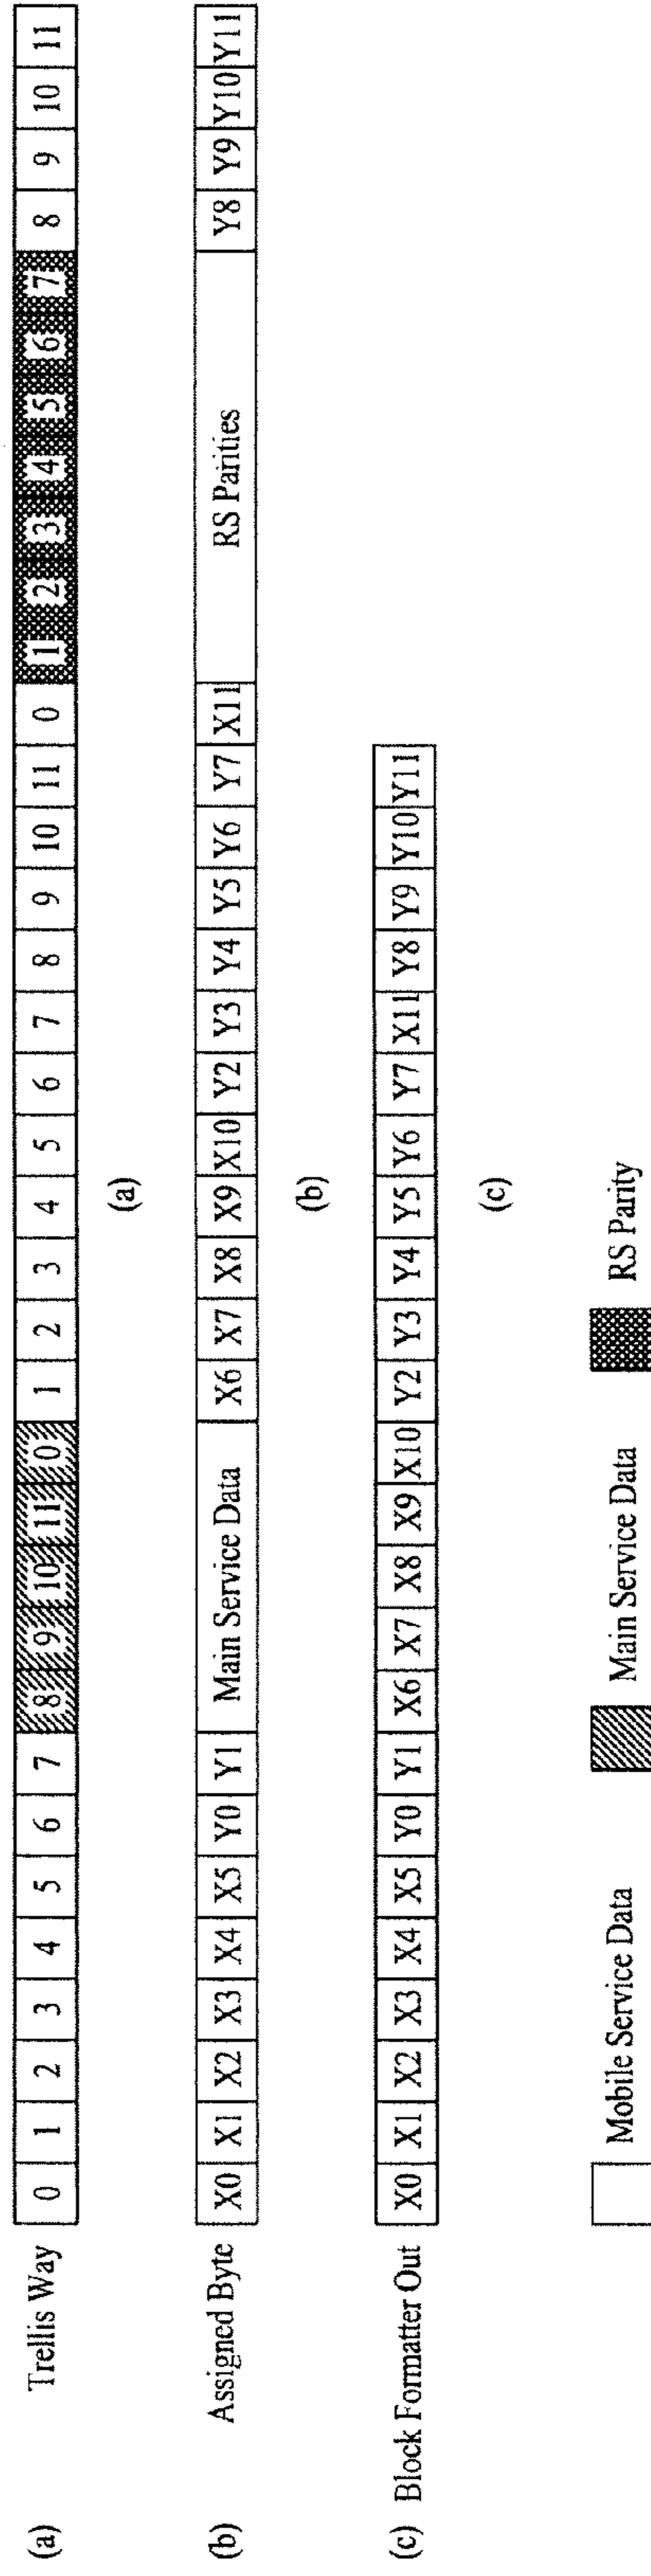 (a) Trellis Way 0 1 2 3 4 5 6 7 8 9 10 11 0 1 2 3 4 5 6 7 8 9 10 11 0 1 2 3 4 5 6 7 8 9 10 11
(a)
(b) Assigned Byte X0 X1 X2 X3 X4 X5 Y0 Y1 Main Service Data X6 X7 X8 X9 X10 Y2 Y3 Y4 Y5 Y6 Y7 X11 RS Parities Y8 Y9 Y10 Y11
(b)
(c) Block Formatter Out X0 X1 X2 X3 X4 X5 Y0 Y1 X6 X7 X8 X9 X10 Y2 Y3 Y4 Y5 Y6 Y7 X11 Y8 Y9 Y10 Y11
(c)
Mobile Service Data Main Service Data RS Parity